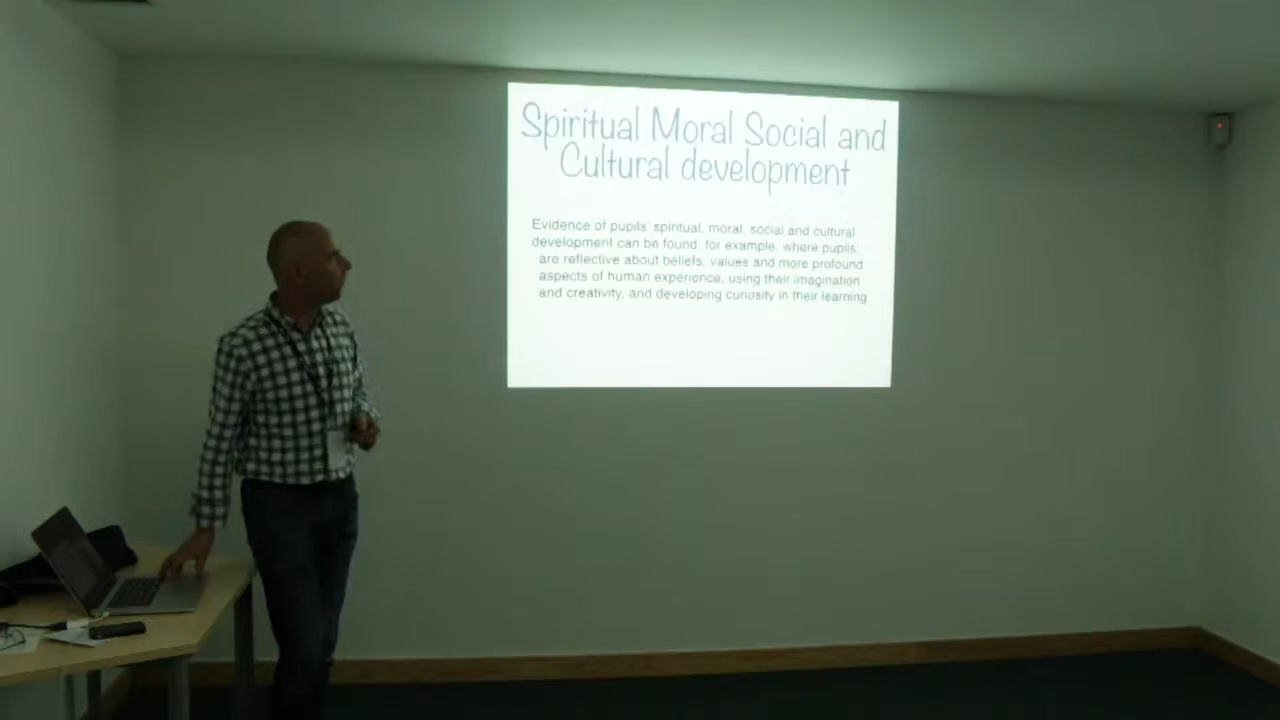 Spiritual Moral Social and
Cultural development
Evidence of pupils' spiritual, moral, social and cultural
development can be found, for example, where pupils:
are reflective about beliefs, values and more profound
aspects of human experience, using their imagination
and creativity, and developing curiosity in their learning